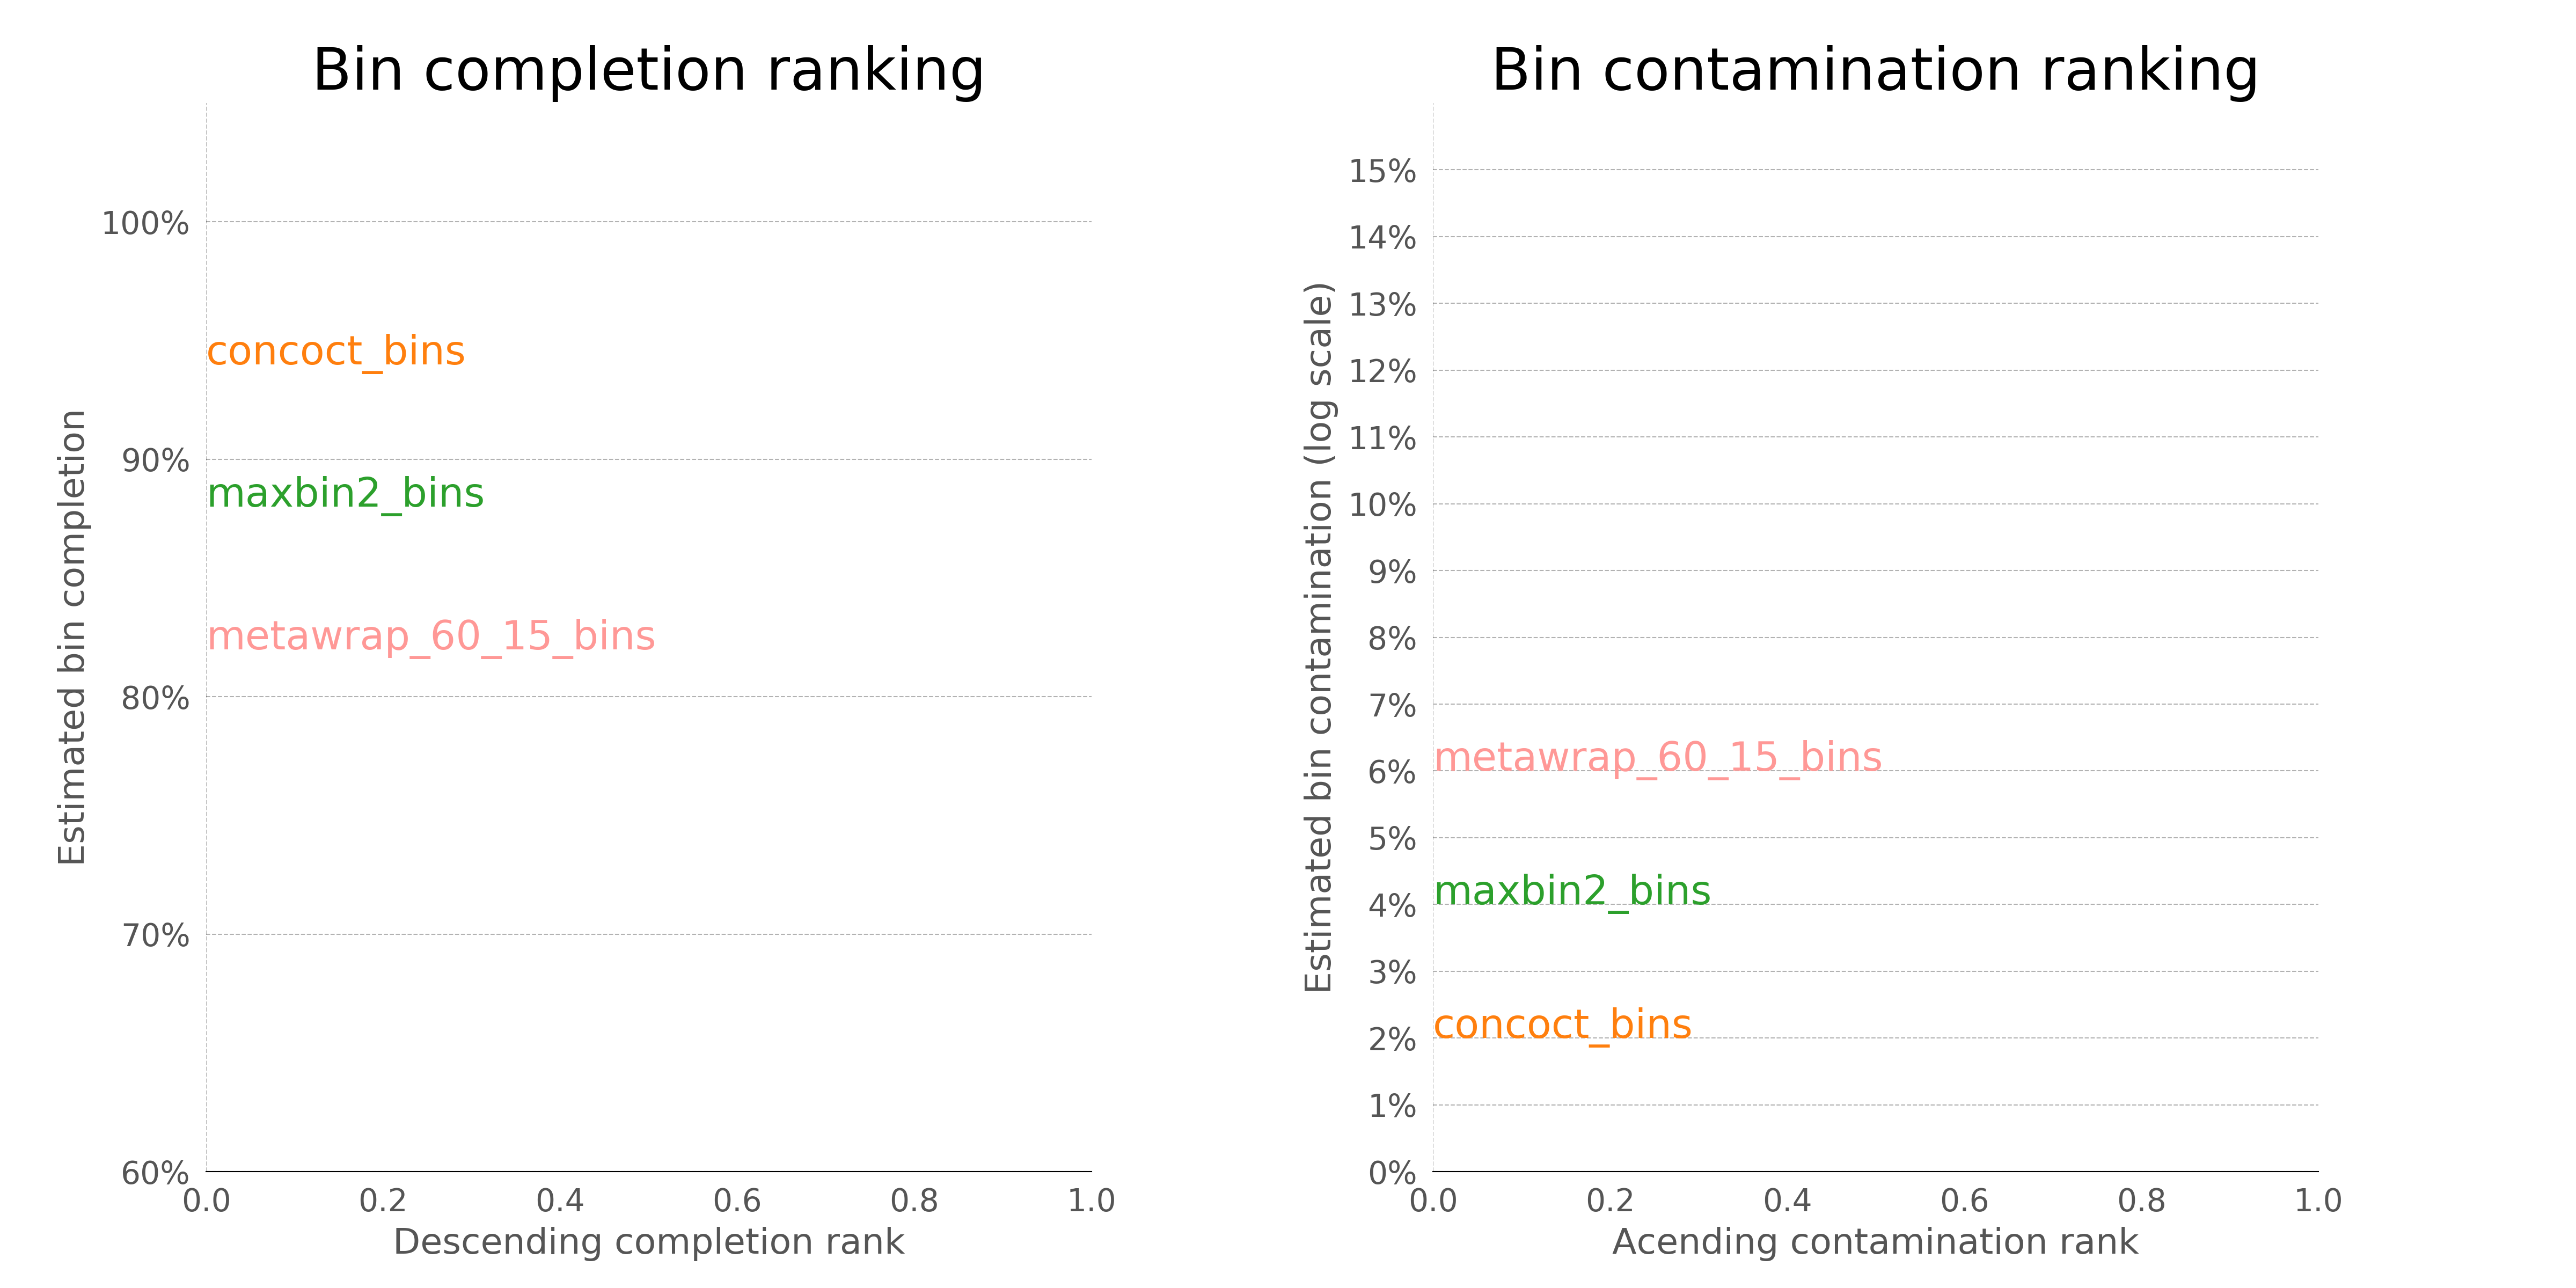 Bin completion ranking
Estimated bin completion
100%
90%
80%
70%
60%
concoct_bins
maxbin2_bins
metawrap_60_15_bins
0.0 0.2 0.4 0.6 0.8 1.0
Descending completion rank
Bin contamination ranking
Estimated bin contamination (log scale)
15%
14%
13%
12%
11%
10%
9%
8%
7%
6%
5%
4%
3%
2%
1%
0%
metawrap_60_15_bins
maxbin2_bins
concoct_bins
0.0 0.2 0.4 0.6 0.8 1.0
Acending contamination rank